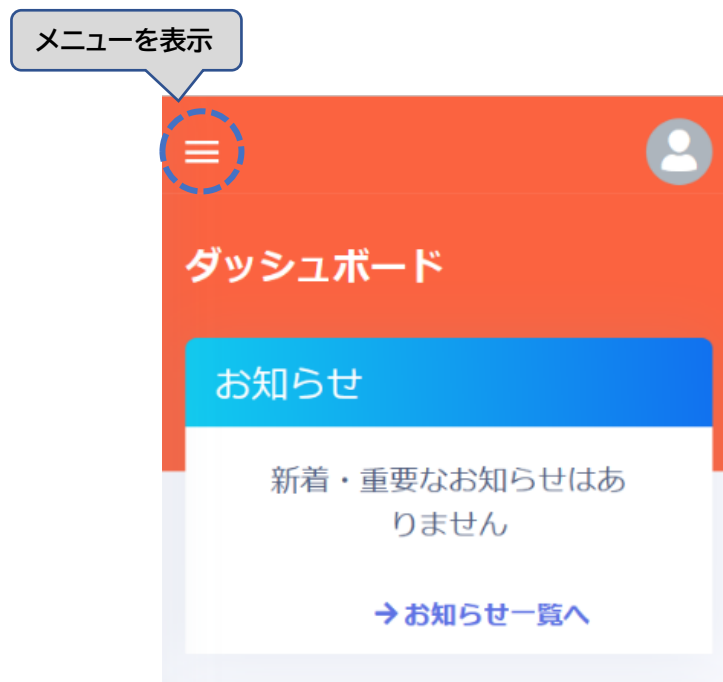 メニューを表示
ダッシュボード
お知らせ
新着・重要なお知らせはあ
りません
→お知らせ一覧へ